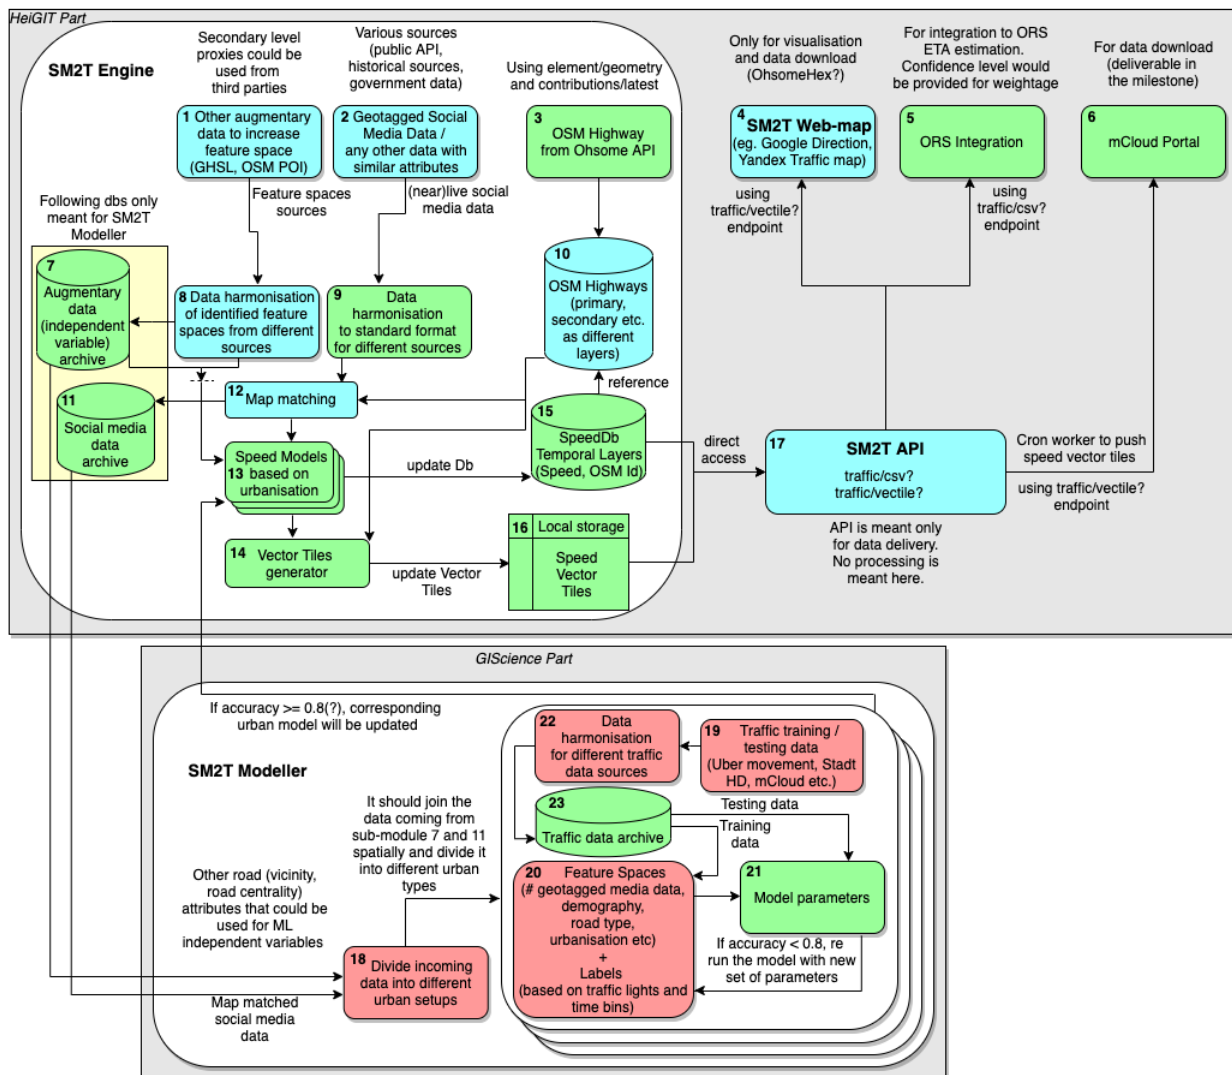 HeiGIT Part
SM2T Engine
Secondary level
proxies could be
used from
third parties
Various sources
(public API,
historical sources,
government data)
Using element/geometry
and contributions/latest
Only for visualisation
and data download
(OhsomeHex?)
For integration to ORS
ETA estimation.
Confidence level would
be provided for weightage
For data download
(deliverable in
the milestone)
1 Other augmentary
data to increase
feature space
(GHSL, OSM POI)
2 Geotagged Social
Media Data /
any other data with
similar attributes
3
OSM Highway
from Ohsome API
4
SM2T Web-map
(eg. Google Direction,
Yandex Traffic map)
5
ORS Integration
6
mCloud Portal
Feature spaces
sources
(near)live social
media data
using
traffic/vectile?
endpoint
using
traffic/csv?
endpoint
Following dbs only
meant for SM2T
Modeller
7
Augmentary
data
(independent
variable)
archive
8 Data harmonisation
of identified feature
spaces from different
sources
9 Data
harmonisation
to standard format
for different sources
10
OSM Highways
(primary,
secondary etc.
as different
layers)
reference
11
Social media
data
archive
12 Map matching
Speed Models
13 based on
urbanisation
update Db
15
SpeedDb
Temporal Layers
(Speed, OSM Id)
direct
access
17
SM2T API
traffic/csv?
traffic/vectile?
Cron worker to push
speed vector tiles
using traffic/vectile?
endpoint
API is meant only
for data delivery.
No processing is
meant here.
14 Vector Tiles
generator
update Vector
Tiles
16 Local storage
Speed
Vector
Tiles
GIScience Part
If accuracy >= 0.8(?), corresponding
urban model will be updated
SM2T Modeller
22 Data
harmonisation
for different traffic
data sources
19 Traffic training /
testing data
(Uber movement, Stadt
HD, mCloud etc.)
It should join the
data coming from
sub-module 7 and 11
spatially and divide it
into different urban
types
23
Traffic data archive
Testing data
Training
data
Other road (vicinity,
road centrality)
attributes that could be
used for ML
independent variables
20 Feature Spaces
(# geotagged media data,
demography,
road type,
urbanisation etc)
+
Labels
(based on traffic lights and
time bins)
21
Model parameters
If accuracy < 0.8, re
run the model with new
set of parameters
18 Divide incoming
data into different
urban setups
Map matched
social media
data